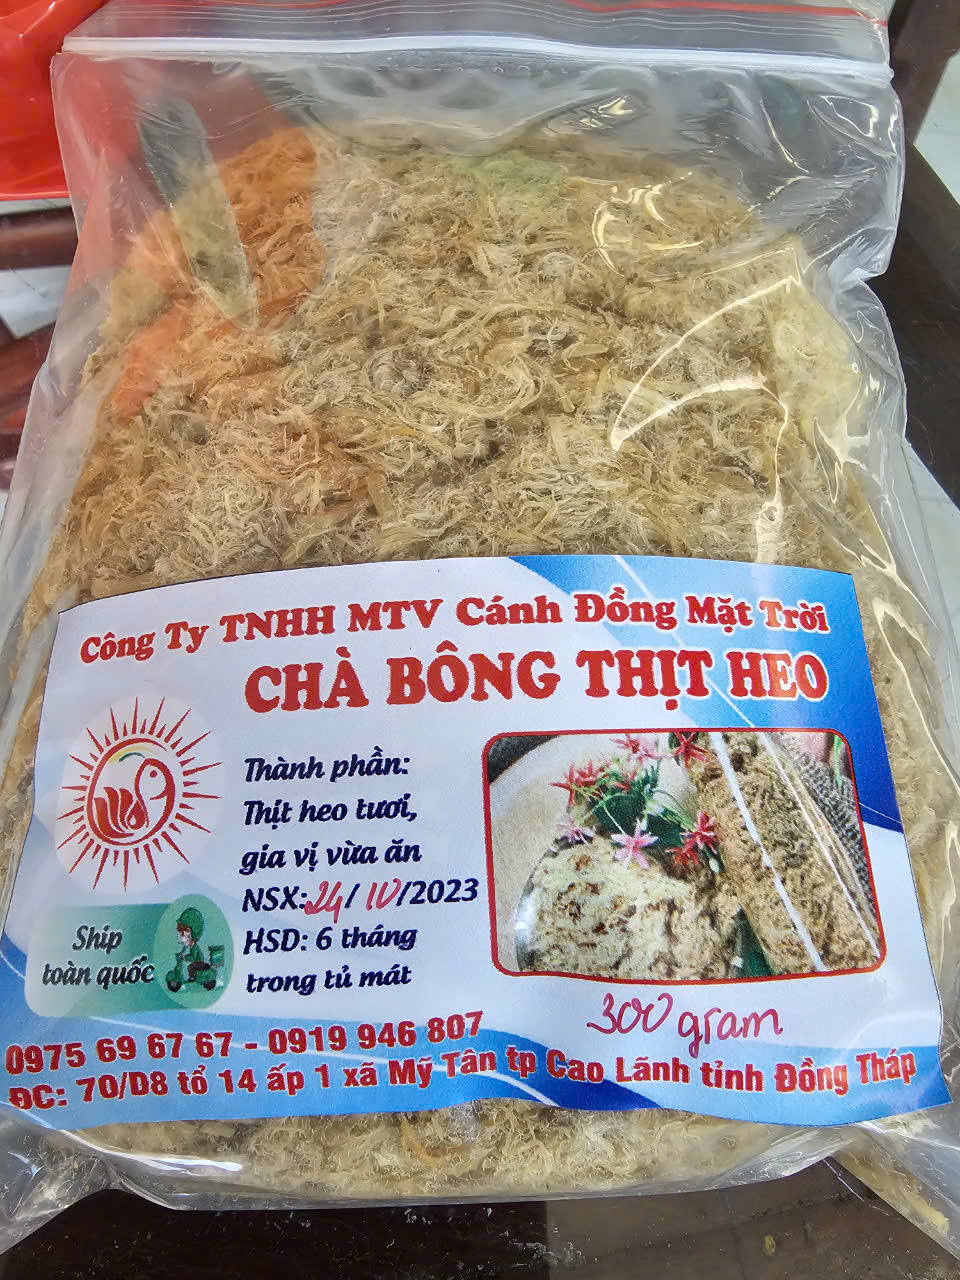 Công Ty TNHH MTV Cánh Đồng Mặt Trời
CHÀ BÔNG THỊT HEO
Thành phần:
Thịt heo tươi,
gia vị vừa ăn
NSX: 24/10/2023
HSD: 6 tháng
trong tủ mát
Ship
toàn quốc
300 gram
0975 69 67 67 - 0919 946 807
ĐC: 70/D8 tổ 14 ấp 1 xã Mỹ Tân tp Cao Lãnh tỉnh Đồng Tháp